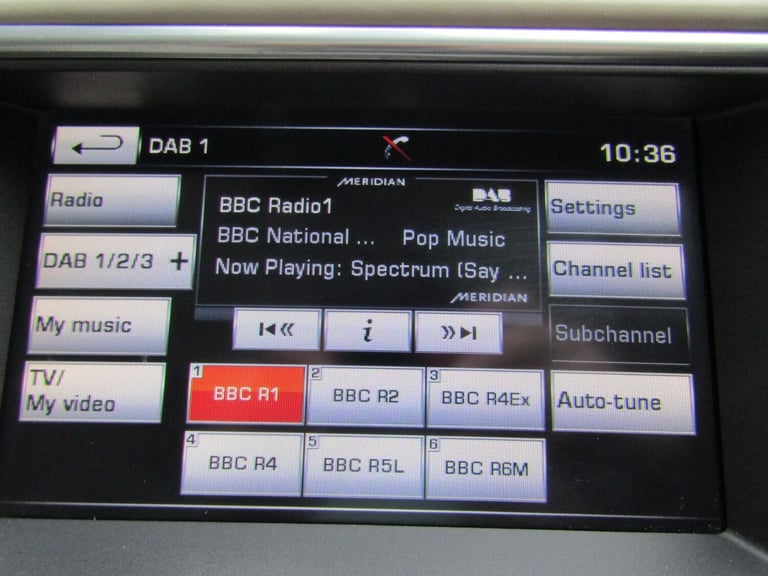 DAB 1
10:36
Radio
DAB 1/2/3 +
My music
TV/
My video
MERIDIAN
BBC Radio1
DAB
Digital Audio Broadcasting
BBC National ... Pop Music
Now Playing: Spectrum (Say ...
MERIDIAN
i
Settings
Channel list
Subchannel
Auto-tune
1 BBC R1
2 BBC R2
3 BBC R4Ex
4 BBC R4
5 BBC R5L
6 BBC R6M